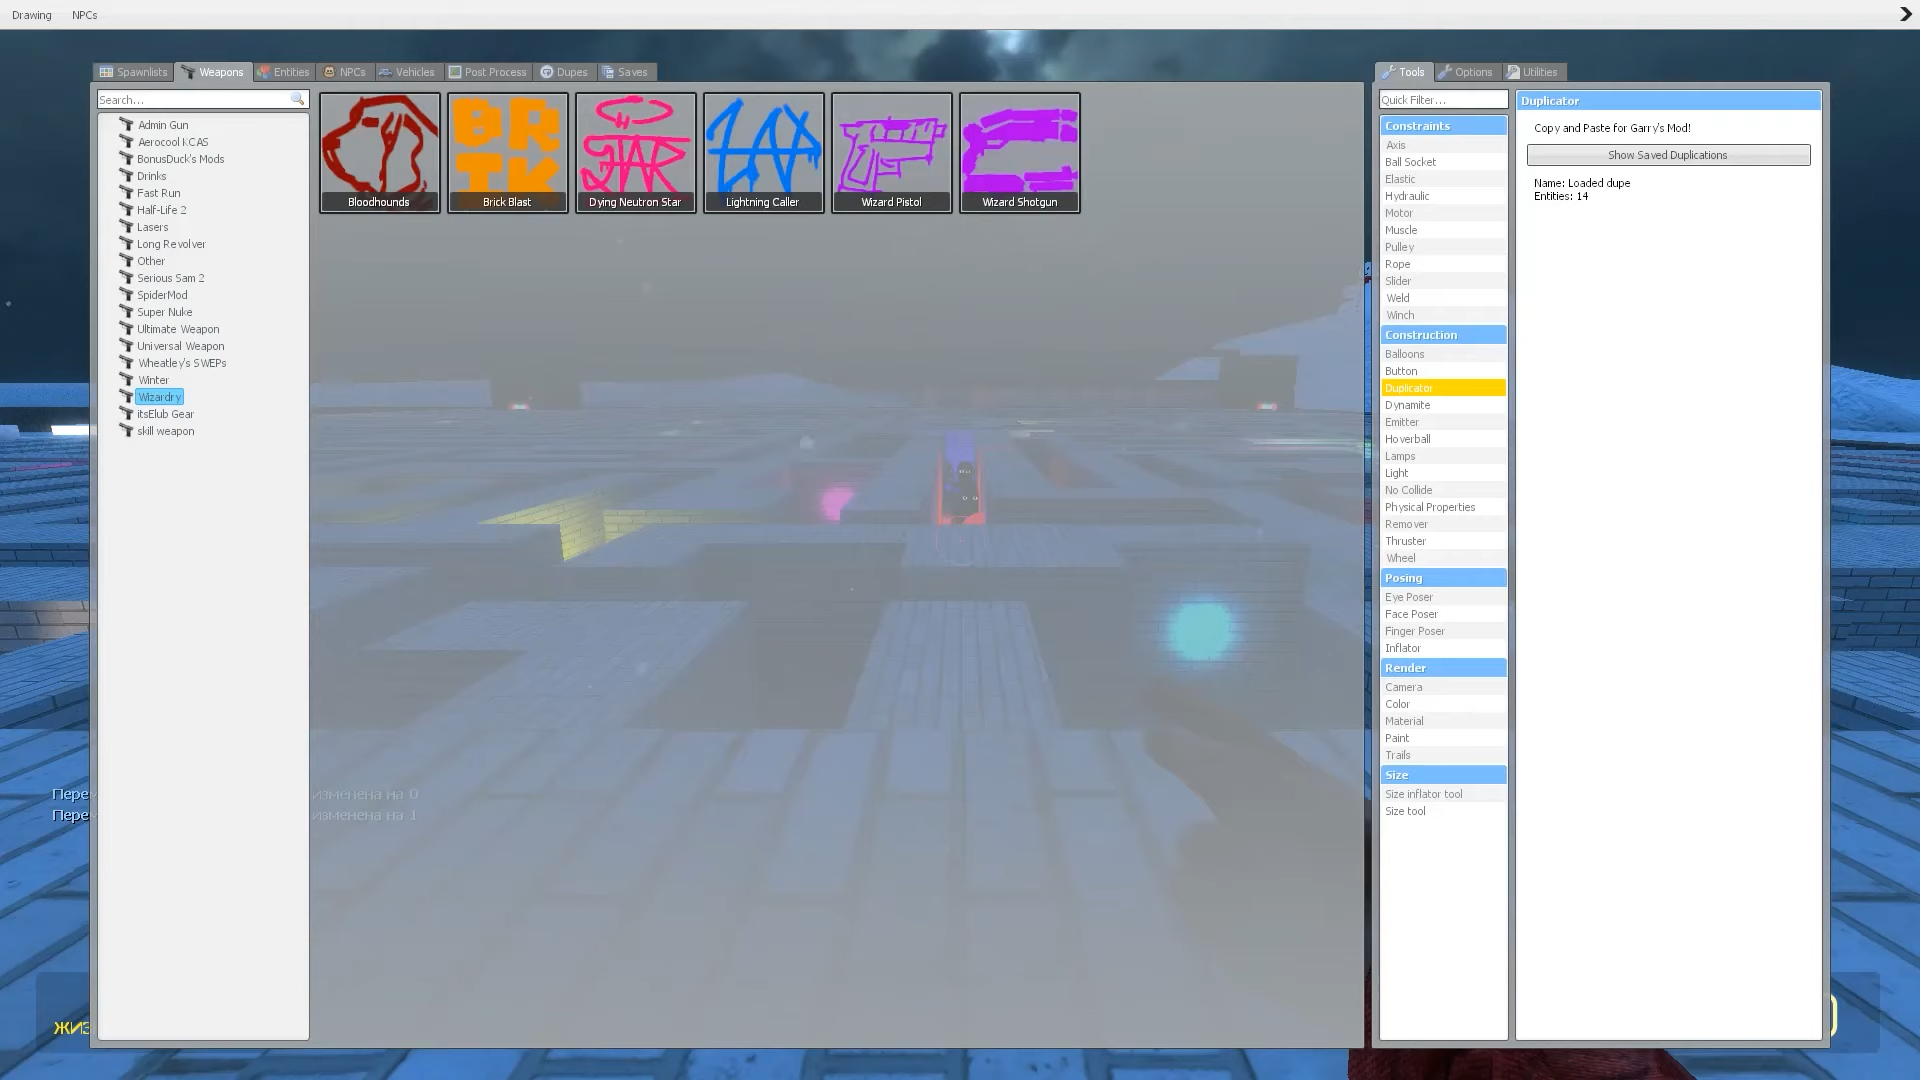 Drawing NPCs
Spawnlists Weapons Entities NPCs Vehicles Post Process Dupes Saves
Search...
Admin Gun
Aerocool KCAS
BonusDuck's Mods
Drinks
Fast Run
Half-Life 2
Lasers
Long Revolver
Other
Serious Sam 2
SpiderMod
Super Nuke
Ultimate Weapon
Universal Weapon
Wheatley's SWEPs
Winter
Wizardry
itsElub Gear
skill weapon
BR
IK
STAR
Bloodhounds
Brick Blast
Dying Neutron Star
Lightning Caller
Wizard Pistol
Wizard Shotgun
Перем
изменена на 0
Перем
изменена на 1
ЖИЗ
Tools Options Utilities
Quick Filter...
Constraints
Axis
Ball Socket
Elastic
Hydraulic
Motor
Muscle
Pulley
Rope
Slider
Weld
Winch
Construction
Balloons
Button
Duplicator
Dynamite
Emitter
Hoverball
Lamps
Light
No Collide
Physical Properties
Remover
Thruster
Wheel
Posing
Eye Poser
Face Poser
Finger Poser
Inflator
Render
Camera
Color
Material
Paint
Trails
Size
Size inflator tool
Size tool
Duplicator
Copy and Paste for Garry's Mod!
Show Saved Duplications
Name: Loaded dupe
Entities: 14